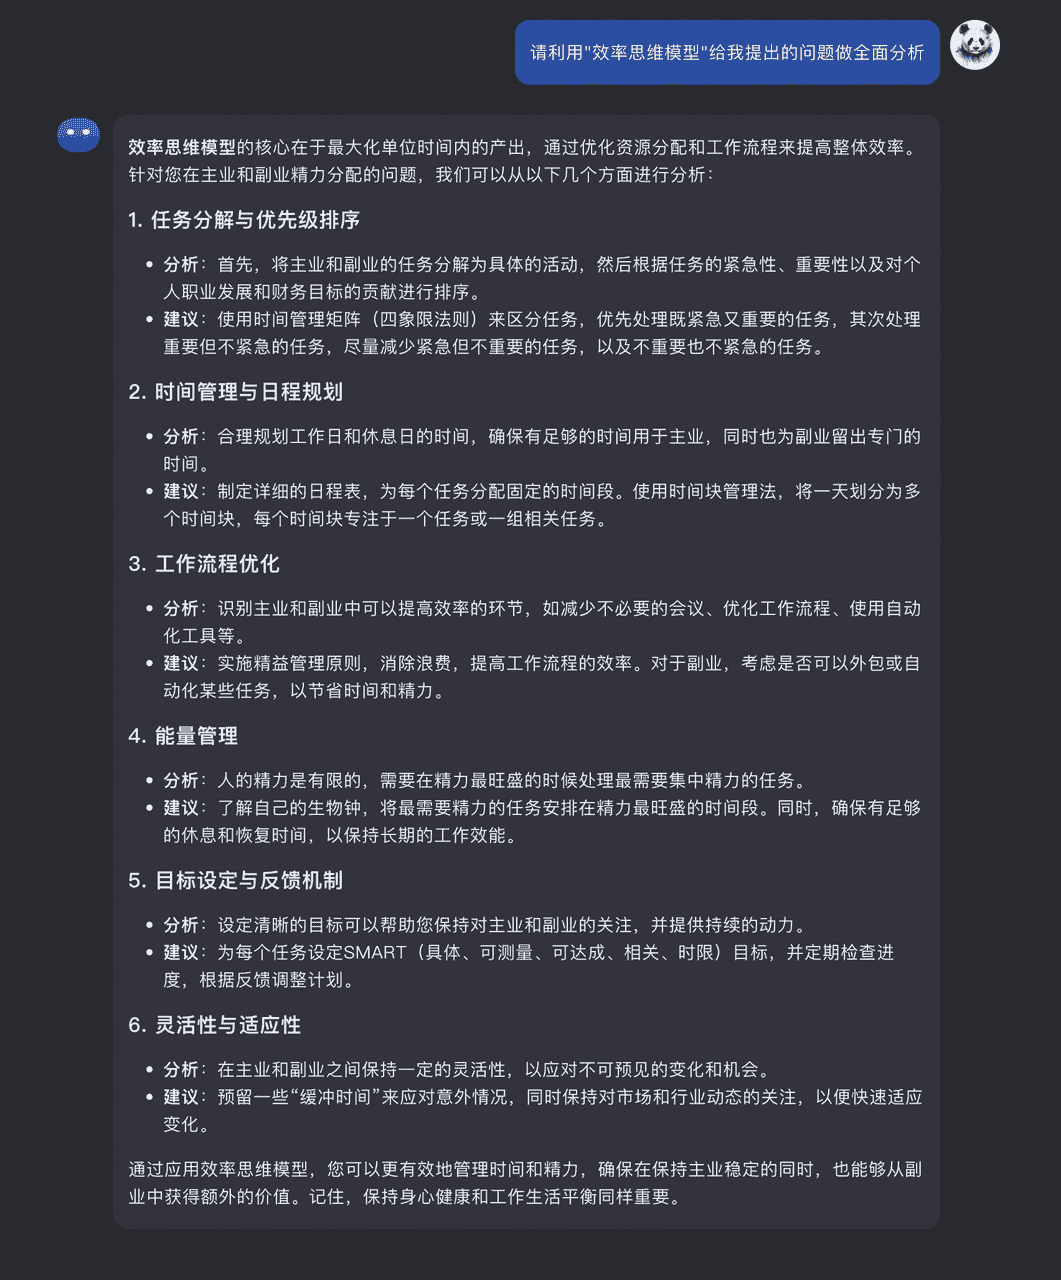 请利用"效率思维模型"给我提出的问题做全面分析
效率思维模型的核心在于最大化单位时间内的产出，通过优化资源分配和工作流程来提高整体效率。
针对您在主业和副业精力分配的问题，我们可以从以下几个方面进行分析：
1. 任务分解与优先级排序
• 分析：首先，将主业和副业的任务分解为具体的活动，然后根据任务的紧急性、重要性以及对个
人职业发展和财务目标的贡献进行排序。
• 建议：使用时间管理矩阵（四象限法则）来区分任务，优先处理既紧急又重要的任务，其次处理
重要但不紧急的任务，尽量减少紧急但不重要的任务，以及不重要也不紧急的任务。
2. 时间管理与日程规划
• 分析：合理规划工作日和休息日的时间，确保有足够的时间用于主业，同时也为副业留出专门的
时间。
• 建议：制定详细的日程表，为每个任务分配固定的时间段。使用时间块管理法，将一天划分为多
个时间块，每个时间块专注于一个任务或一组相关任务。
3. 工作流程优化
• 分析：识别主业和副业中可以提高效率的环节，如减少不必要的会议、优化工作流程、使用自动
化工具等。
• 建议：实施精益管理原则，消除浪费，提高工作流程的效率。对于副业，考虑是否可以外包或自
动化某些任务，以节省时间和精力。
4. 能量管理
• 分析：人的精力是有限的，需要在精力最旺盛的时候处理最需要集中精力的任务。
• 建议：了解自己的生物钟，将最需要精力的任务安排在精力最旺盛的时间段。同时，确保有足够
的休息和恢复时间，以保持长期的工作效能。
5. 目标设定与反馈机制
• 分析：设定清晰的目标可以帮助您保持对主业和副业的关注，并提供持续的动力。
• 建议：为每个任务设定SMART（具体、可测量、可达成、相关、时限）目标，并定期检查进
度，根据反馈调整计划。
6. 灵活性与适应性
• 分析：在主业和副业之间保持一定的灵活性，以应对不可预见的变化和机会。
• 建议：预留一些“缓冲时间”来应对意外情况，同时保持对市场和行业动态的关注，以便快速适应
变化。
通过应用效率思维模型，您可以更有效地管理时间和精力，确保在保持主业稳定的同时，也能够从副
业中获得额外的价值。记住，保持身心健康和工作生活平衡同样重要。